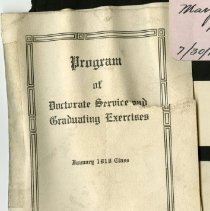 Program
of
Doctorate Service and
Graduating Exercises
January 1919 Class
7/30/